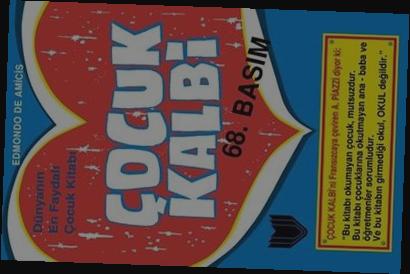 EDMONDO DE AMICIS
Dünyanın
En Faydalı
Çocuk Kitabı
ÇOCUK
KALBİ
68. BASIM
ÇOCUK KALBİ'ni Fransızcaya çeviren A. PIAZZI diyor ki:
"Bu kitabı okumayan çocuk, mutsuzdur.
Bu kitabı çocuklarına okutmayan ana - baba ve
öğretmenler sorumludur.
Ve bu kitabın girmediği okul, OKUL değildir."